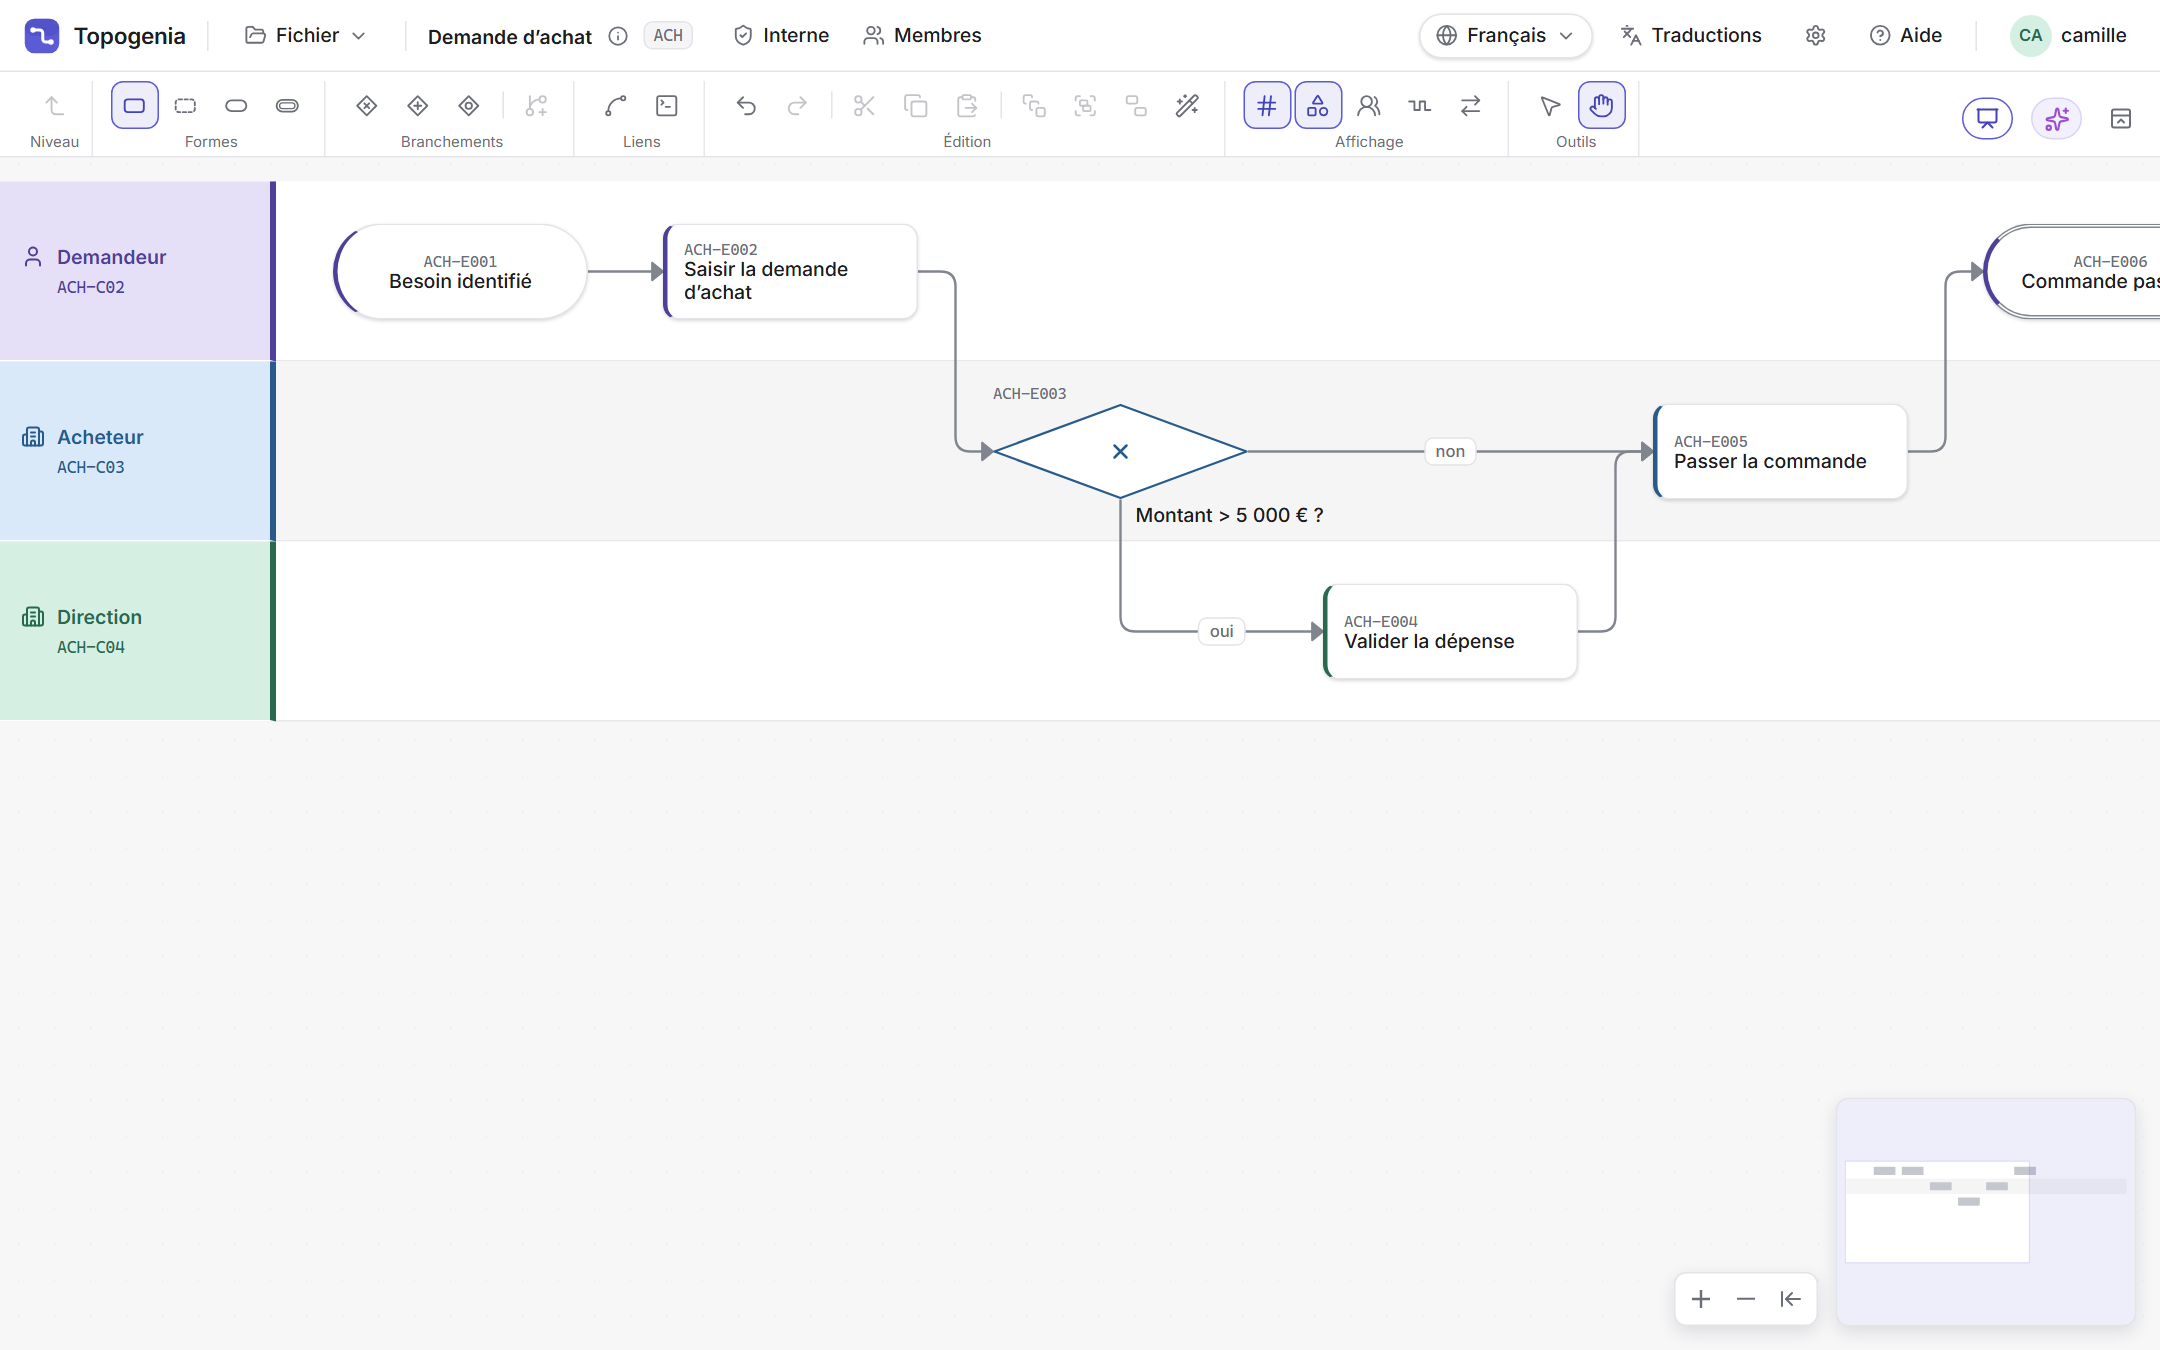 Topogenia
Fichier
Demande d’achat
ACH
Interne
Membres
Français
Traductions
Aide
CA
camille
Niveau
Formes
Branchements
Liens
Édition
Affichage
Outils
Demandeur
ACH-C02
ACH-E001
Besoin identifié
ACH-E002
Saisir la demande
d’achat
ACH-E006
Commande pas
Acheteur
ACH-C03
ACH-E003
non
ACH-E005
Passer la commande
Montant > 5 000 € ?
Direction
ACH-C04
oui
ACH-E004
Valider la dépense